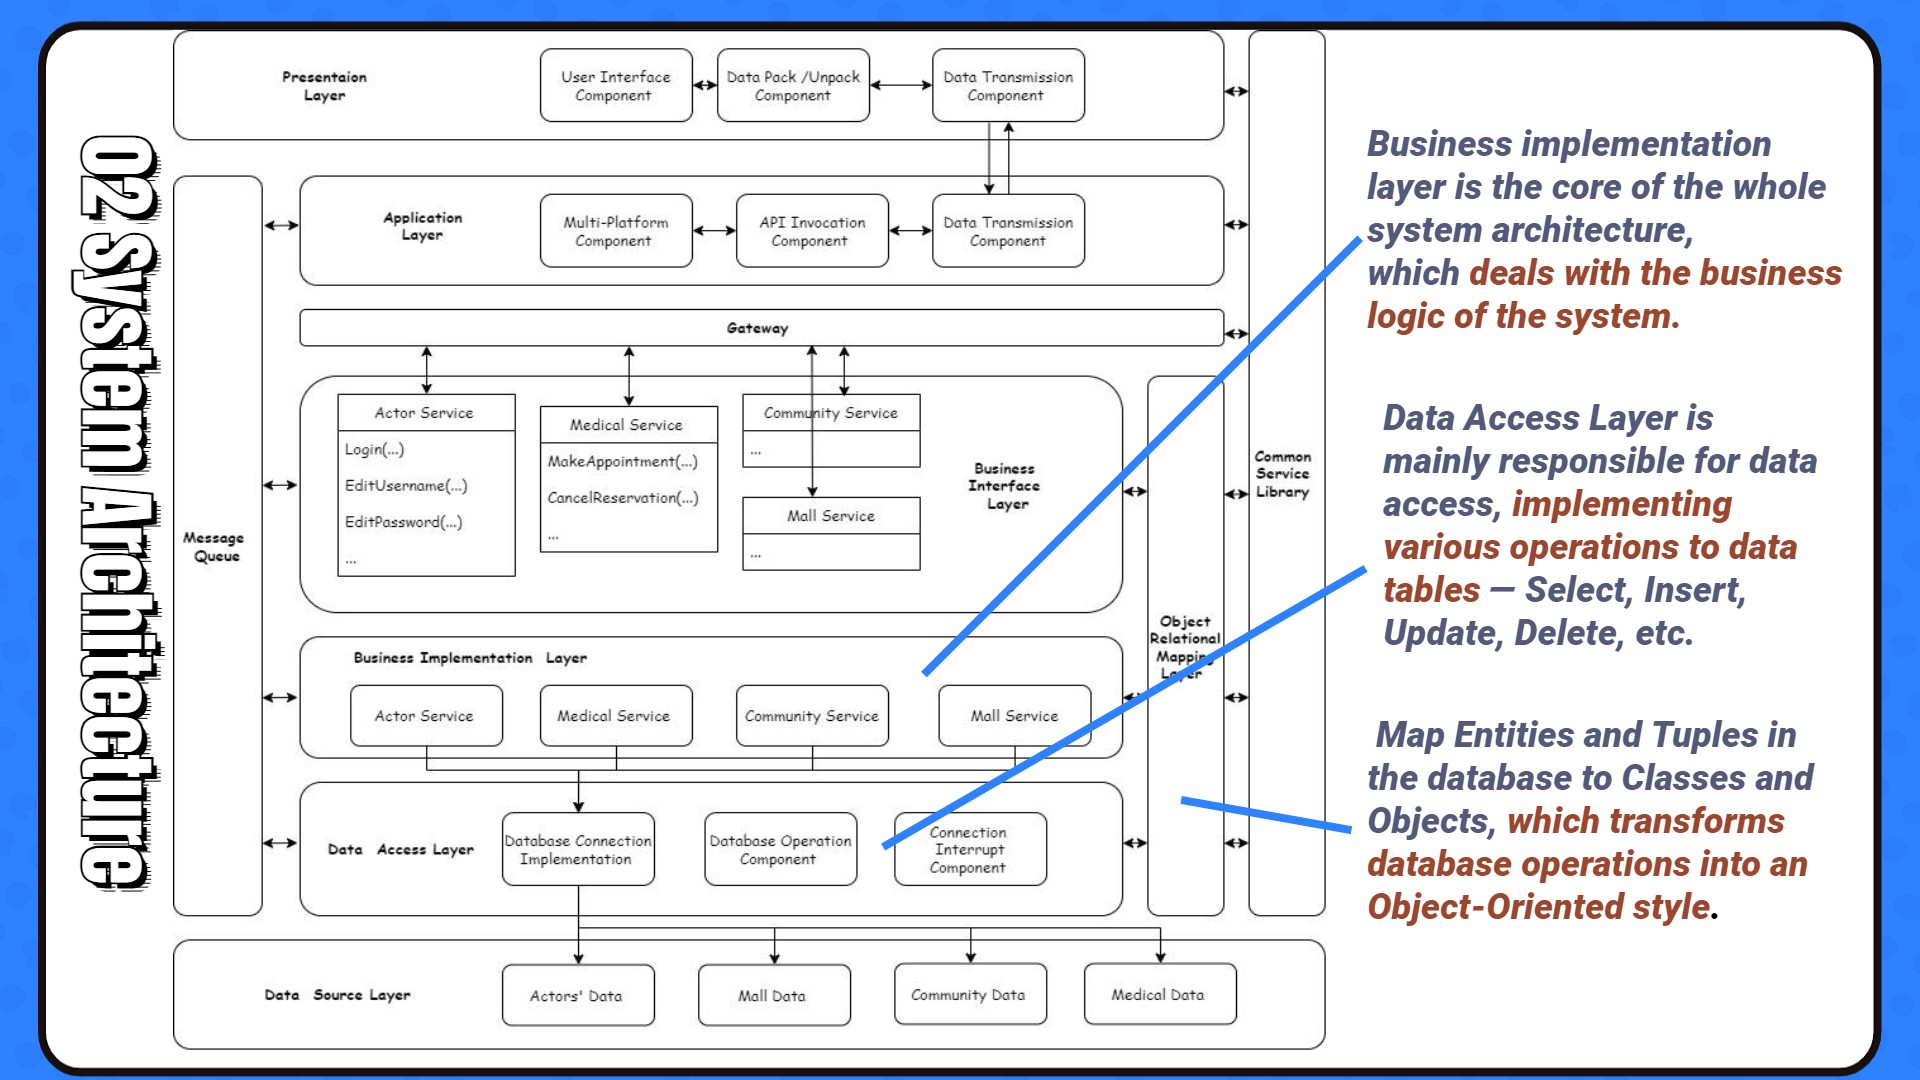 02 System Architecture
Presentaion
Layer
User Interface
Component
Data Pack /Unpack
Component
Data Transmission
Component
Application
Layer
Multi-Platform
Component
API Invocation
Component
Data Transmission
Component
Gateway
Message
Queue
Actor Service
Login(...)
EditUsername(...)
EditPassword(...)
...
Medical Service
MakeAppointment(...)
CancelReservation(...)
...
Community Service
...
Mall Service
...
Business
Interface
Layer
Object
Relational
Mapping
Layer
Common
Service
Library
Business Implementation Layer
Actor Service
Medical Service
Community Service
Mall Service
Data Access Layer
Database Connection
Implementation
Database Operation
Component
Connection
Interrupt
Component
Data Source Layer
Actors' Data
Mall Data
Community Data
Medical Data
Business implementation
layer is the core of the whole
system architecture,
which deals with the business
logic of the system.
Data Access Layer is
mainly responsible for data
access, implementing
various operations to data
tables — Select, Insert,
Update, Delete, etc.
Map Entities and Tuples in
the database to Classes and
Objects, which transforms
database operations into an
Object-Oriented style.